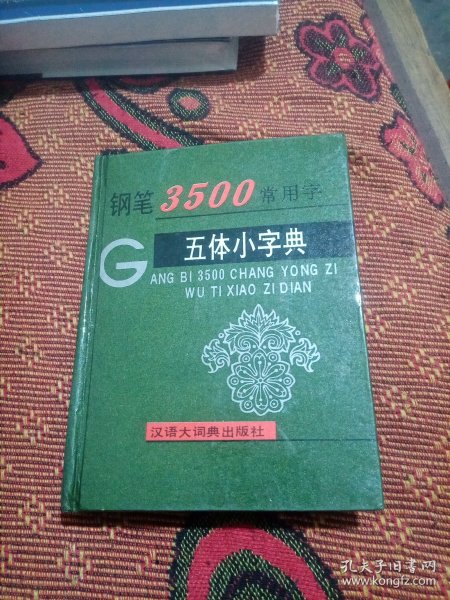 钢笔3500常用字
五体小字典
GANG BI 3500 CHANG YONG ZI
WU TI XIAO ZI DIAN
汉语大词典出版社
孔夫子旧书网
www.kongfz.com